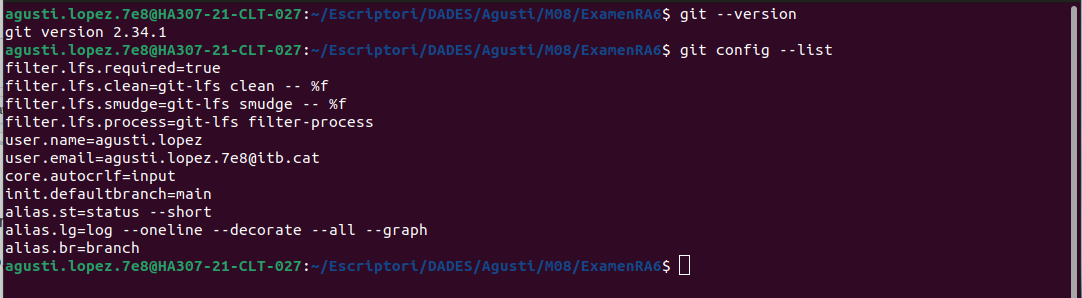 agusti.lopez.7e8@HA307-21-CLT-027:~/Escriptori/DADES/Agusti/M08/ExamenRA6$ git --version
git version 2.34.1
agusti.lopez.7e8@HA307-21-CLT-027:~/Escriptori/DADES/Agusti/M08/ExamenRA6$ git config --list
filter.lfs.required=true
filter.lfs.clean=git-lfs clean -- %f
filter.lfs.smudge=git-lfs smudge -- %f
filter.lfs.process=git-lfs filter-process
user.name=agusti.lopez
user.email=agusti.lopez.7e8@itb.cat
core.autocrlf=input
init.defaultbranch=main
alias.st=status --short
alias.lg=log --oneline --decorate --all --graph
alias.br=branch
agusti.lopez.7e8@HA307-21-CLT-027:~/Escriptori/DADES/Agusti/M08/ExamenRA6$